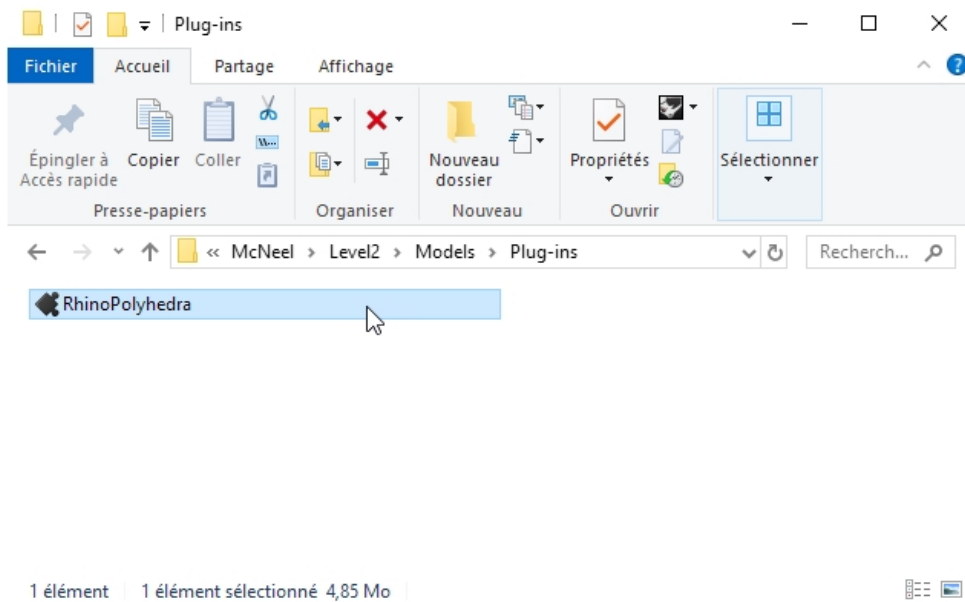 Plug-ins
Fichier Accueil Partage Affichage
?
Épingler à Accès rapide Copier Coller Nouveau dossier Propriétés Sélectionner
Presse-papiers Organiser Nouveau Ouvrir
« McNeel > Level2 > Models > Plug-ins Recherch...
RhinoPolyhedra
1 élément 1 élément sélectionné 4,85 Mo